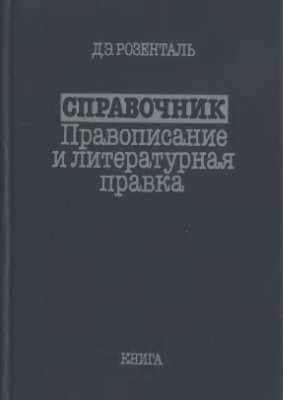 Д.Э. РОЗЕНТАЛЬ
СПРАВОЧНИК
Правописание
и литературная
правка
КНИГА